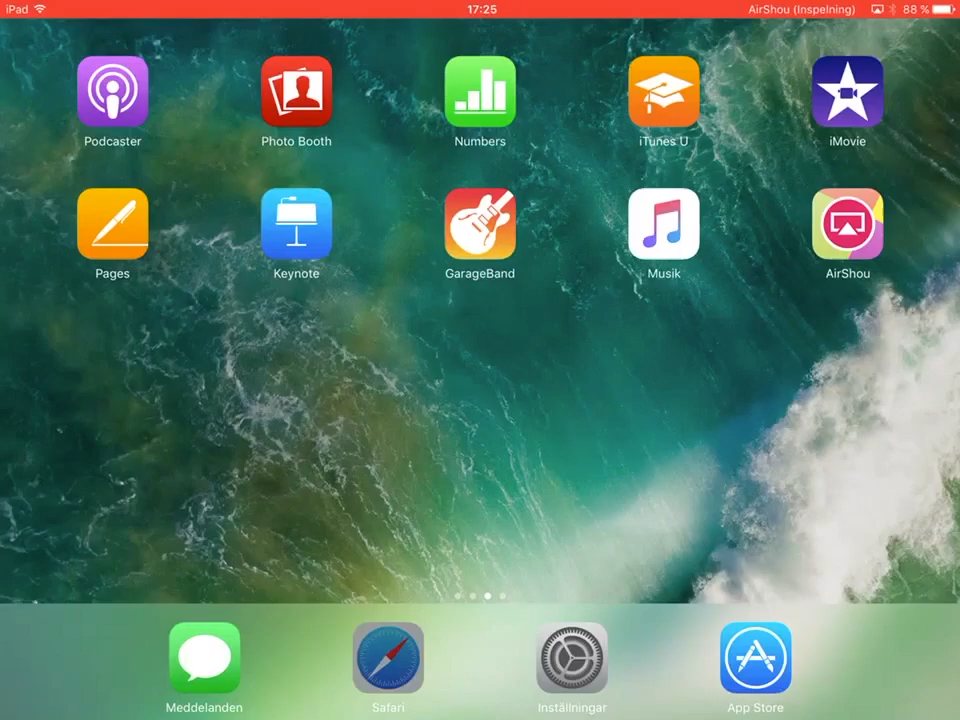 iPad 17:25 AirShou (Inspelning) 88 %
Podcaster Photo Booth Numbers iTunes U iMovie
Pages Keynote GarageBand Musik AirShou
Meddelanden Safari Inställningar App Store